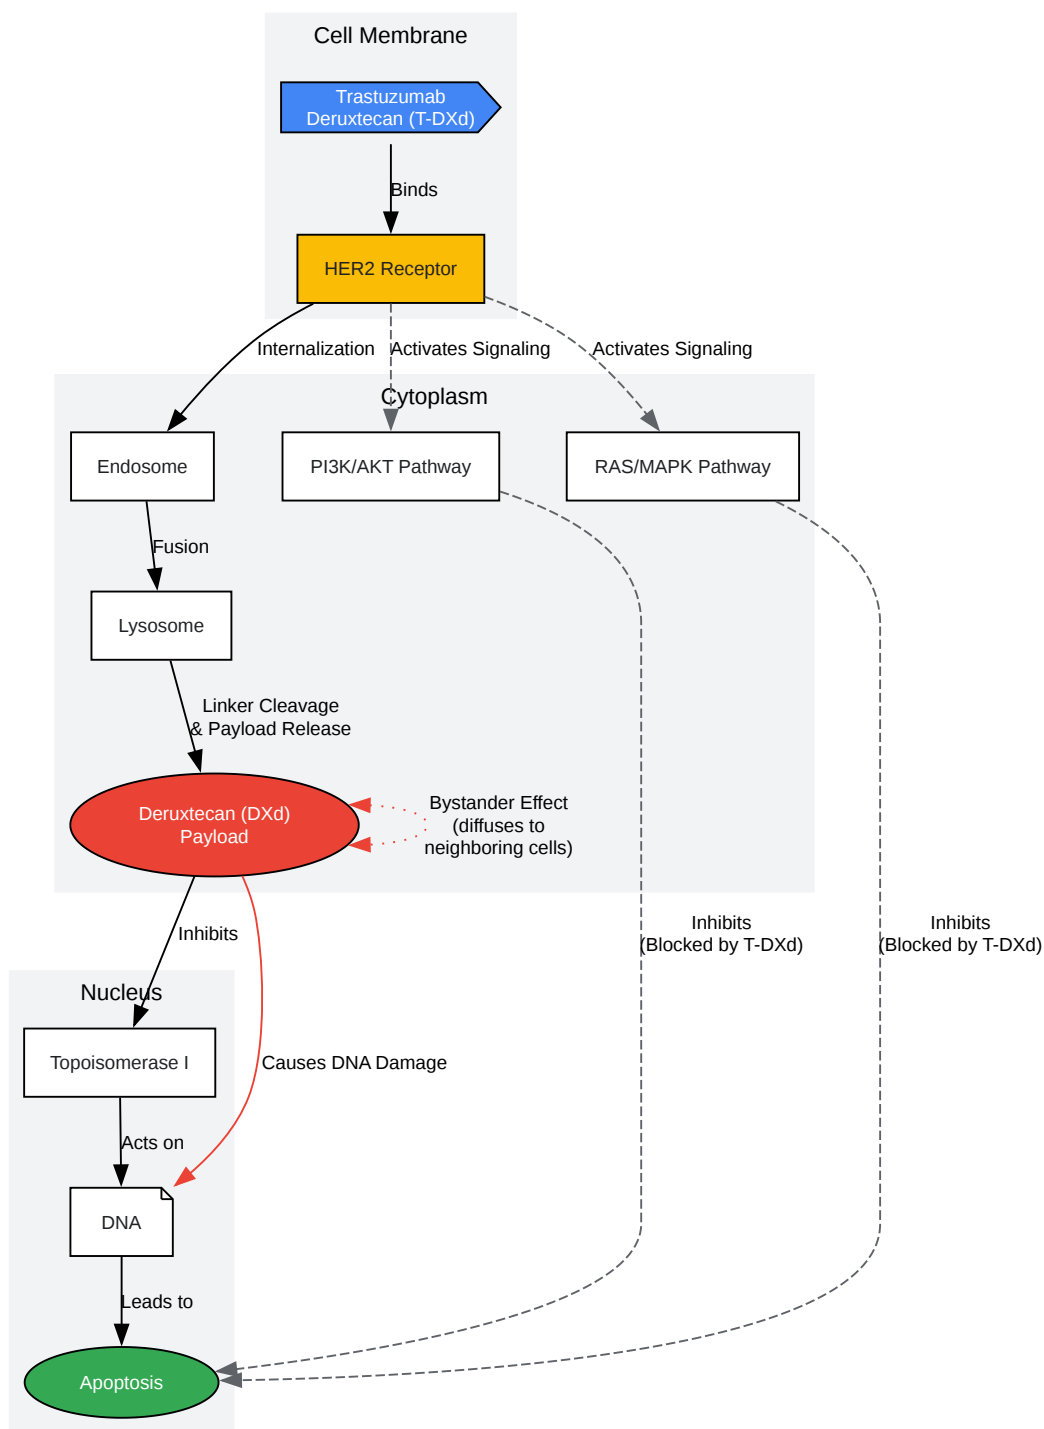 Cell Membrane
Trastuzumab
Deruxtecan (T-DXd)
Binds
HER2 Receptor
Internalization
Activates Signaling
Activates Signaling
Cytoplasm
Endosome
PI3K/AKT Pathway
RAS/MAPK Pathway
Fusion
Lysosome
Linker Cleavage
& Payload Release
Deruxtecan (DXd)
Payload
Bystander Effect
(diffuses to
neighboring cells)
Inhibits
Inhibits
(Blocked by T-DXd)
Inhibits
(Blocked by T-DXd)
Nucleus
Topoisomerase I
Causes DNA Damage
Acts on
DNA
Leads to
Apoptosis